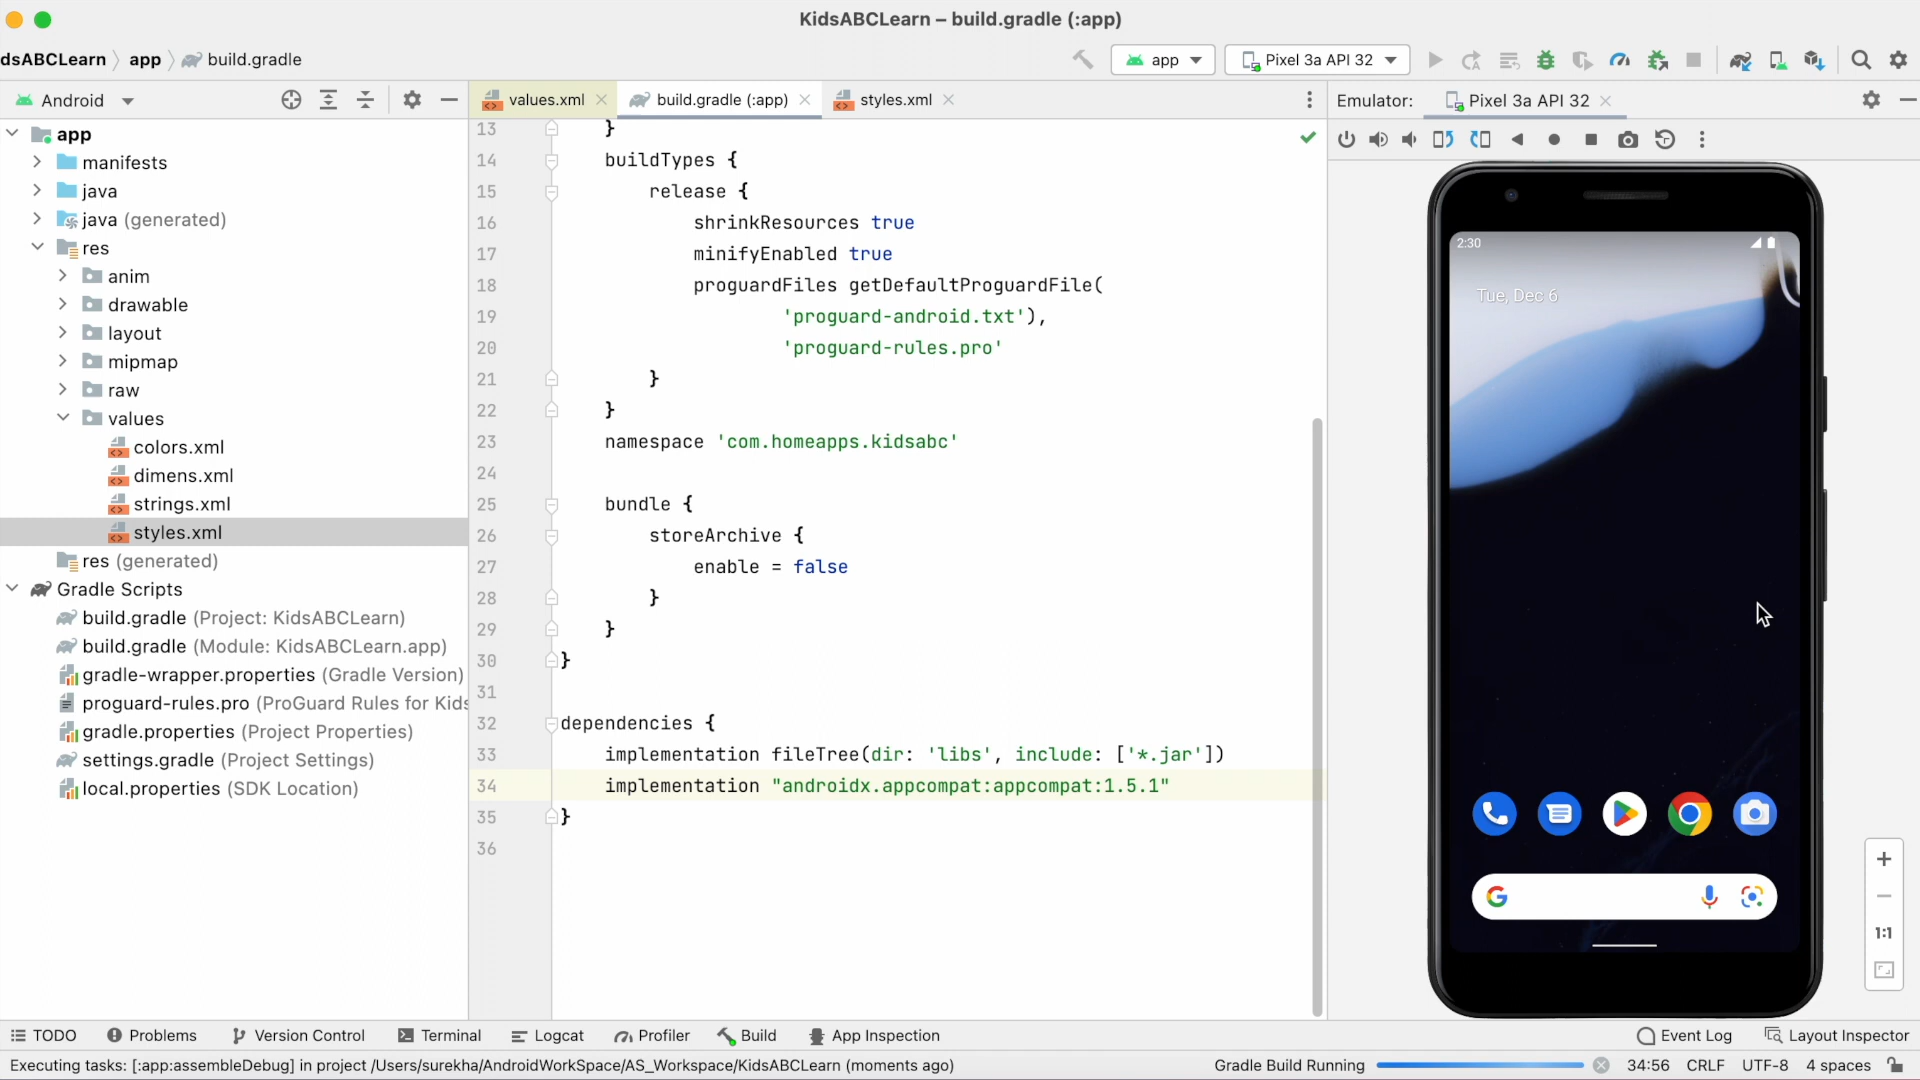 KidsABCLearn – build.gradle (:app)
dsABCLearn app build.gradle
app Pixel 3a API 32
Android
values.xml build.gradle (:app) styles.xml
Emulator: Pixel 3a API 32
app
manifests
java
java (generated)
res
anim
drawable
layout
mipmap
raw
values
colors.xml
dimens.xml
strings.xml
styles.xml
res (generated)
Gradle Scripts
build.gradle (Project: KidsABCLearn)
build.gradle (Module: KidsABCLearn.app)
gradle-wrapper.properties (Gradle Version)
proguard-rules.pro (ProGuard Rules for Kids
gradle.properties (Project Properties)
settings.gradle (Project Settings)
local.properties (SDK Location)
13 }
14 buildTypes {
15 release {
16 shrinkResources true
17 minifyEnabled true
18 proguardFiles getDefaultProguardFile(
19 'proguard-android.txt'),
20 'proguard-rules.pro'
21 }
22 }
23 namespace 'com.homeapps.kidsabc'
24
25 bundle {
26 storeArchive {
27 enable = false
28 }
29 }
30 }
31
32 dependencies {
33 implementation fileTree(dir: 'libs', include: ['*.jar'])
34 implementation "androidx.appcompat:appcompat:1.5.1"
35 }
36
2:30
Tue, Dec 6
1:1
TODO Problems Version Control Terminal Logcat Profiler Build App Inspection Event Log Layout Inspector
Executing tasks: [:app:assembleDebug] in project /Users/surekha/AndroidWorkSpace/AS_Workspace/KidsABCLearn (moments ago) Gradle Build Running 34:56 CRLF UTF-8 4 spaces